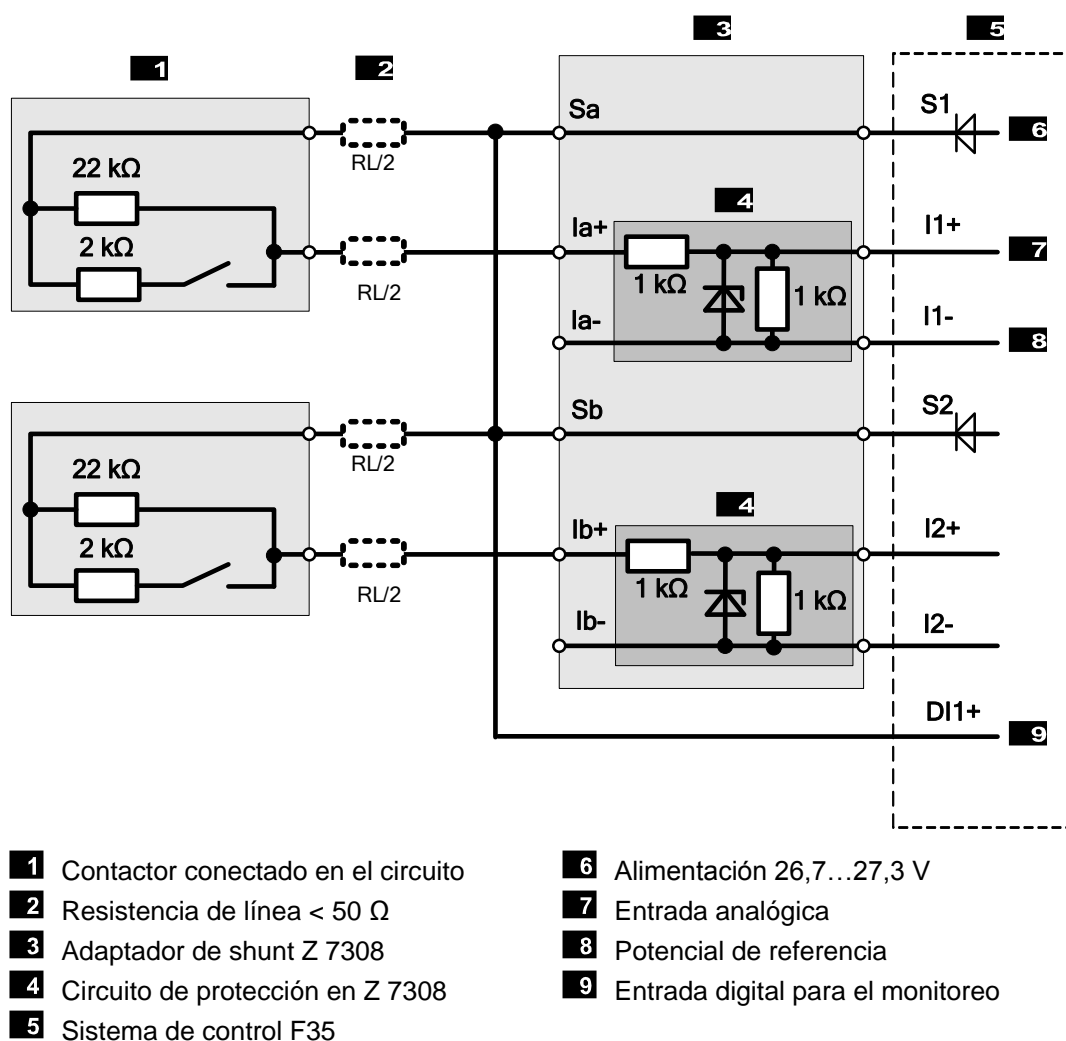 3 5
1 2
Sa S1 6
RL/2
22 kΩ
4
Ia+ I1+ 7
2 kΩ
1 kΩ 1 kΩ
RL/2
Ia- I1- 8
Sb S2
RL/2
22 kΩ
4
Ib+ I2+
2 kΩ
1 kΩ 1 kΩ
RL/2
Ib- I2-
DI1+ 9
1 Contactor conectado en el circuito
2 Resistencia de línea < 50 Ω
3 Adaptador de shunt Z 7308
4 Circuito de protección en Z 7308
5 Sistema de control F35
6 Alimentación 26,7…27,3 V
7 Entrada analógica
8 Potencial de referencia
9 Entrada digital para el monitoreo